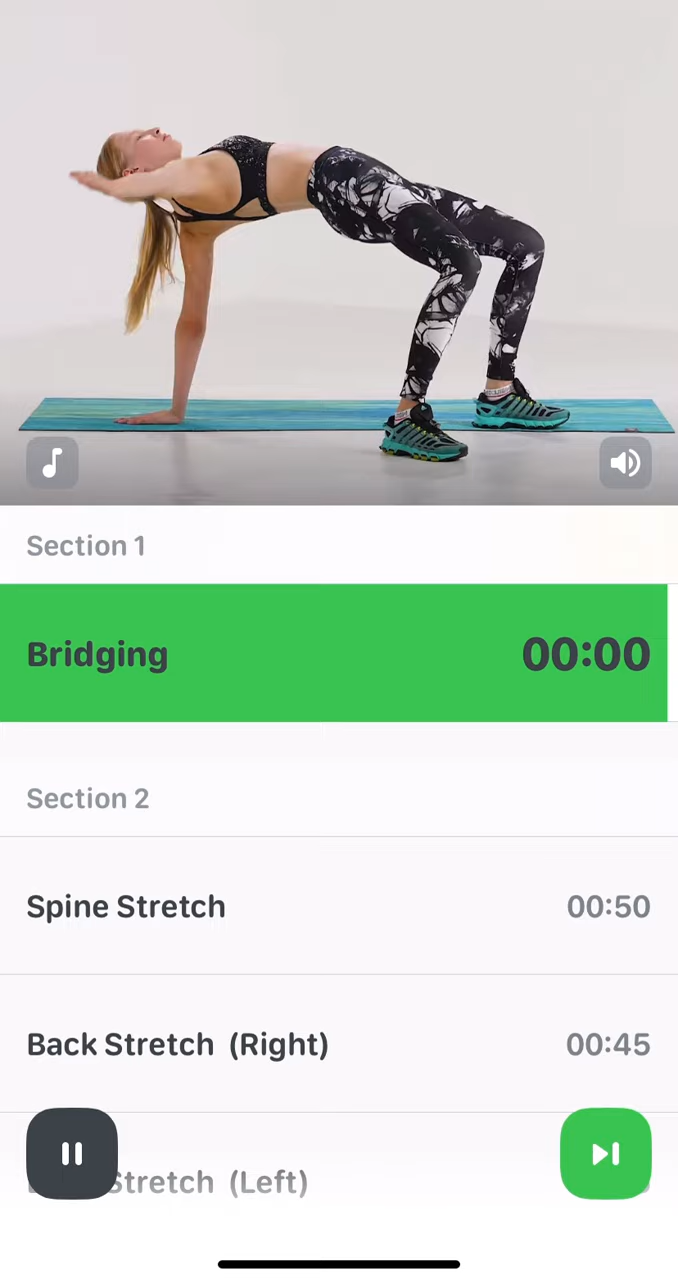 Section 1
Bridging 00:00
Section 2
Spine Stretch 00:50
Back Stretch (Right) 00:45
Stretch (Left)